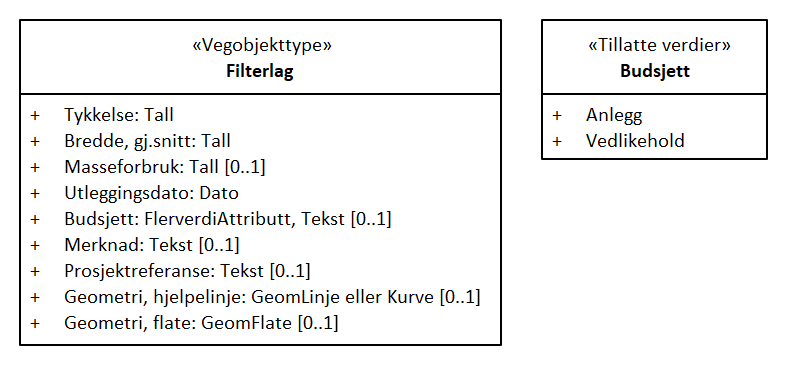 «Vegobjekttype»
Filterlag
+ Tykkelse: Tall
+ Bredde, gj.snitt: Tall
+ Masseforbruk: Tall [0..1]
+ Utleggingsdato: Dato
+ Budsjett: FlerverdiAttributt, Tekst [0..1]
+ Merknad: Tekst [0..1]
+ Prosjektreferanse: Tekst [0..1]
+ Geometri, hjelpelinje: GeomLinje eller Kurve [0..1]
+ Geometri, flate: GeomFlate [0..1]
«Tillatte verdier»
Budsjett
+ Anlegg
+ Vedlikehold